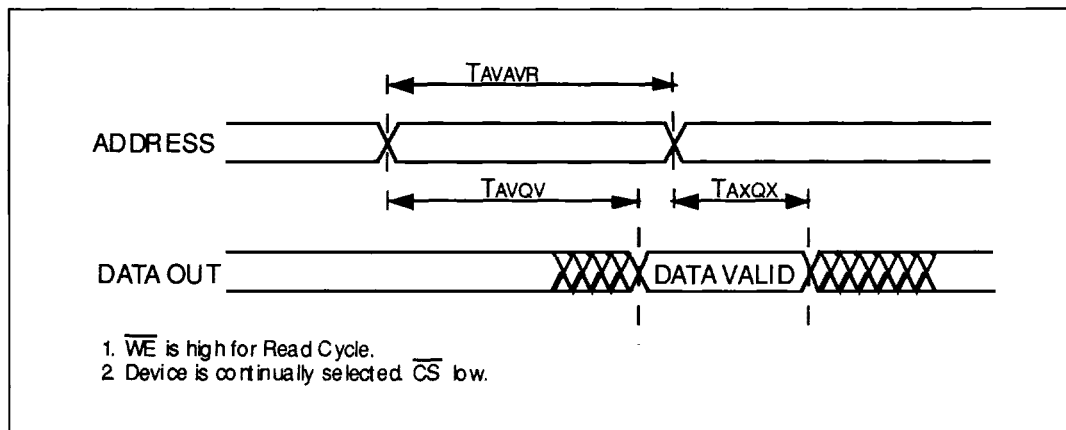 TAVAVR
ADDRESS
TAVQV
TAXQX
DATA OUT
DATA VALID
1. WE is high for Read Cycle.
2 Device is continually selected. CS low.